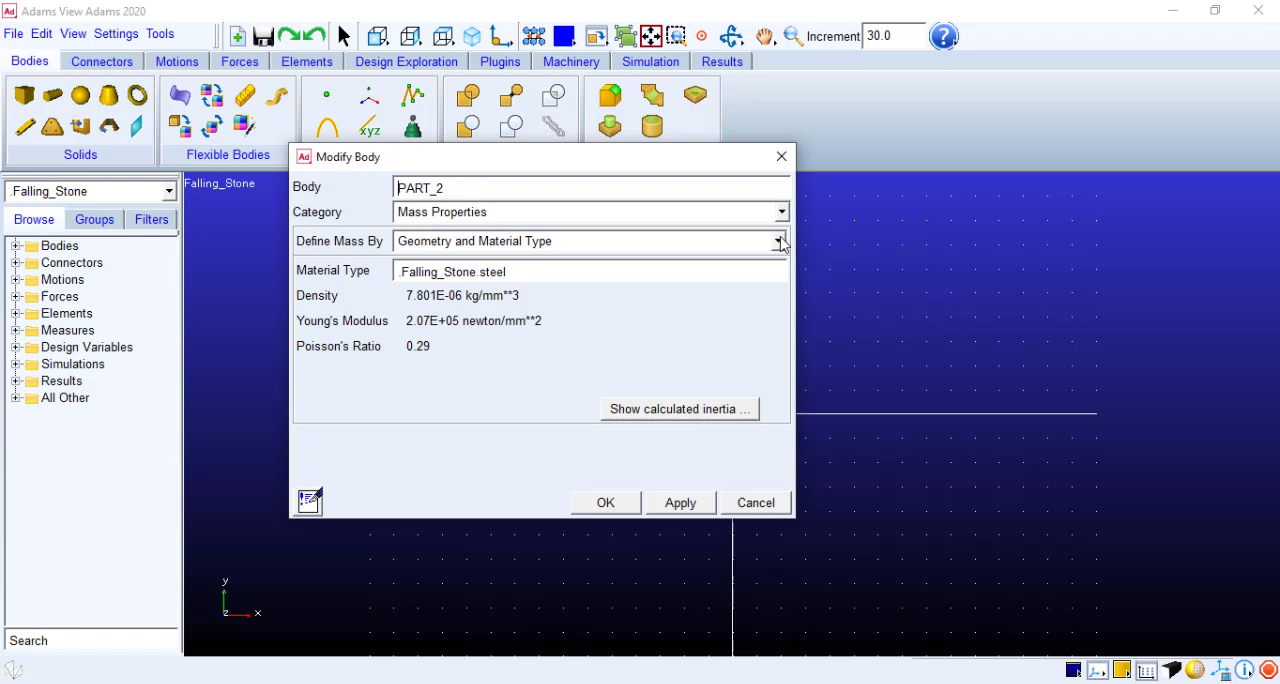 Ad Adams View Adams 2020
File Edit View Settings Tools
Increment 30.0
Bodies Connectors Motions Forces Elements Design Exploration Plugins Machinery Simulation Results
xyz
Solids Flexible Bodies
Ad Modify Body
.Falling_Stone
Falling_Stone
Browse Groups Filters
Bodies
Connectors
Motions
Forces
Elements
Measures
Design Variables
Simulations
Results
All Other
Search
Body PART_2
Category Mass Properties
Define Mass By Geometry and Material Type
Material Type .Falling_Stone.steel
Density 7.801E-06 kg/mm**3
Young's Modulus 2.07E+05 newton/mm**2
Poisson's Ratio 0.29
Show calculated inertia ...
OK Apply Cancel
y
z x